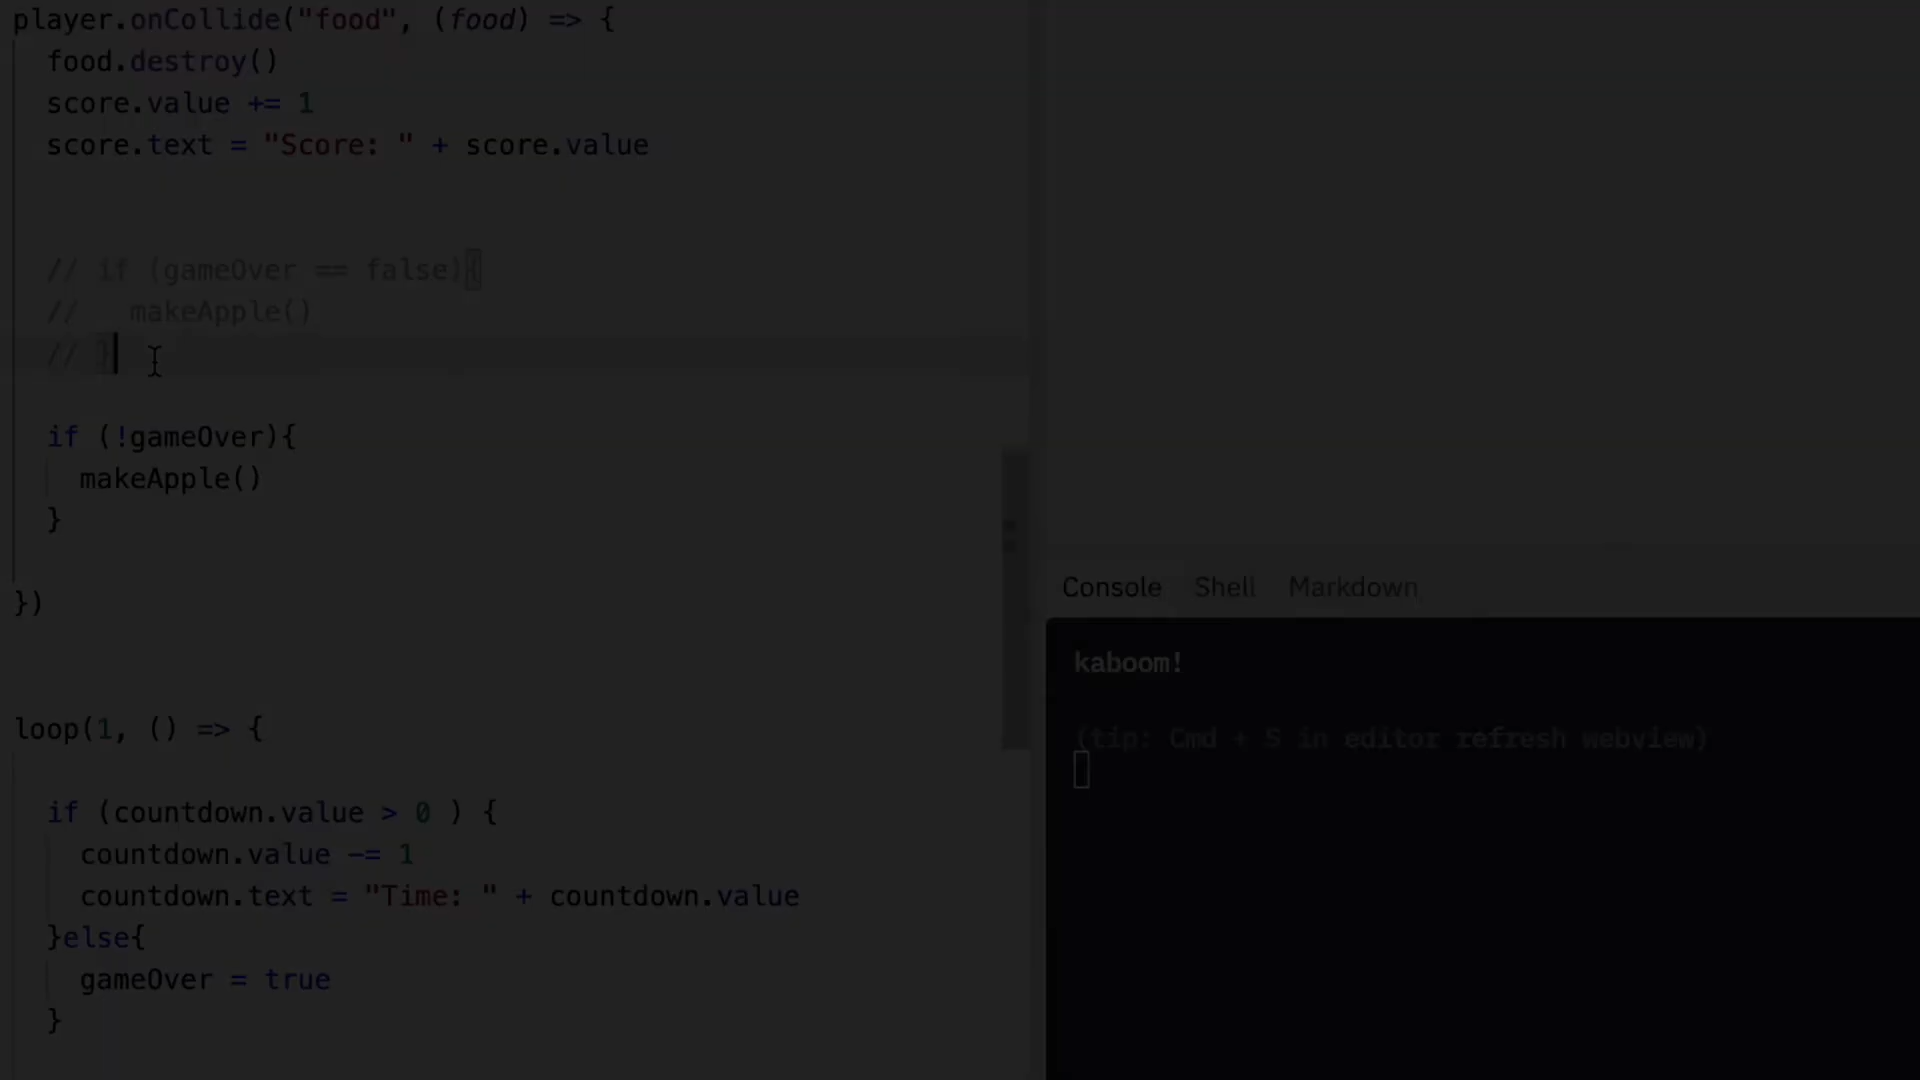 player.onCollide("food", (food) => {
food.destroy()
score.value += 1
score.text = "Score: " + score.value
// if (gameOver == false){
//   makeApple()
// }
if (!gameOver){
makeApple()
}
})
loop(1, () => {
if (countdown.value > 0 ) {
countdown.value -= 1
countdown.text = "Time: " + countdown.value
}else{
gameOver = true
}
Console Shell Markdown
kaboom!
(tip: Cmd + S in editor refresh webview)